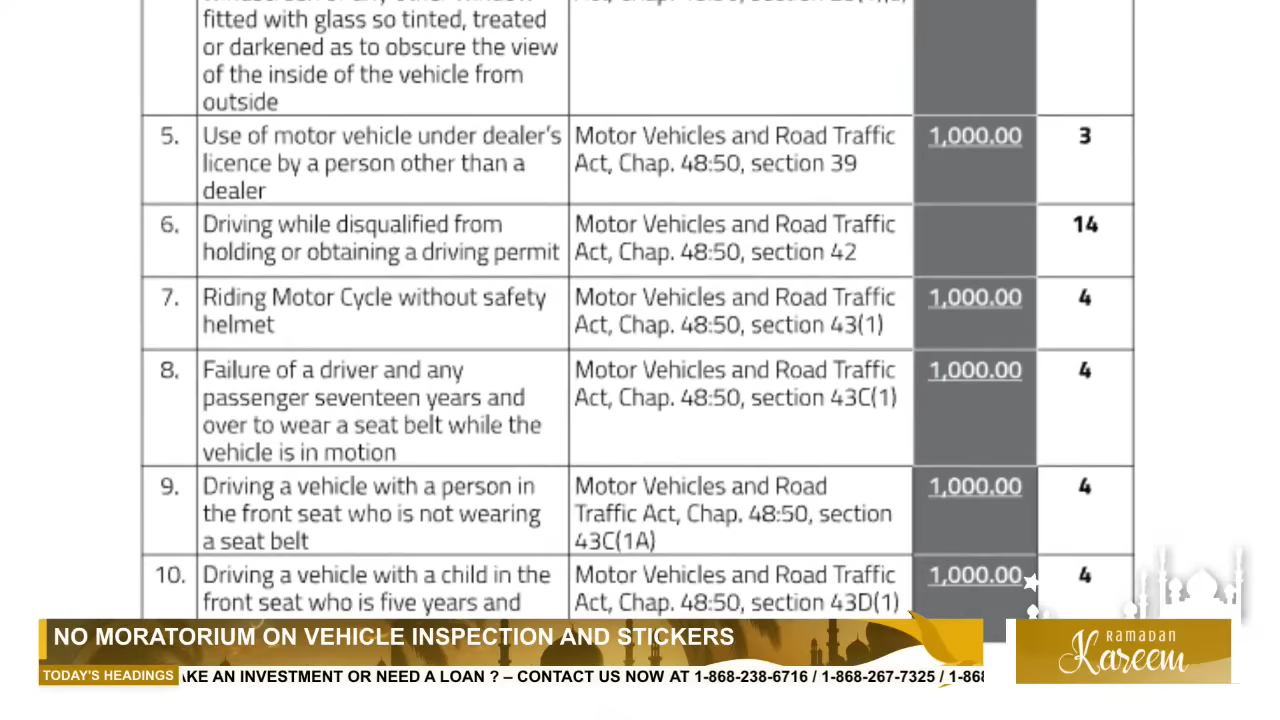 fitted with glass so tinted, treated
or darkened as to obscure the view
of the inside of the vehicle from
outside
5. Use of motor vehicle under dealer's licence by a person other than a dealer
Motor Vehicles and Road Traffic Act, Chap. 48:50, section 39
1,000.00
3
6. Driving while disqualified from holding or obtaining a driving permit
Motor Vehicles and Road Traffic Act, Chap. 48:50, section 42
14
7. Riding Motor Cycle without safety helmet
Motor Vehicles and Road Traffic Act, Chap. 48:50, section 43(1)
1,000.00
4
8. Failure of a driver and any passenger seventeen years and over to wear a seat belt while the vehicle is in motion
Motor Vehicles and Road Traffic Act, Chap. 48:50, section 43C(1)
1,000.00
4
9. Driving a vehicle with a person in the front seat who is not wearing a seat belt
Motor Vehicles and Road Traffic Act, Chap. 48:50, section 43C(1A)
1,000.00
4
10. Driving a vehicle with a child in the front seat who is five years and
Motor Vehicles and Road Traffic Act, Chap. 48:50, section 43D(1)
1,000.00
4
NO MORATORIUM ON VEHICLE INSPECTION AND STICKERS
RAMADAN
Kareem
TODAY'S HEADINGS
AKE AN INVESTMENT OR NEED A LOAN ? – CONTACT US NOW AT 1-868-238-6716 / 1-868-267-7325 / 1-868